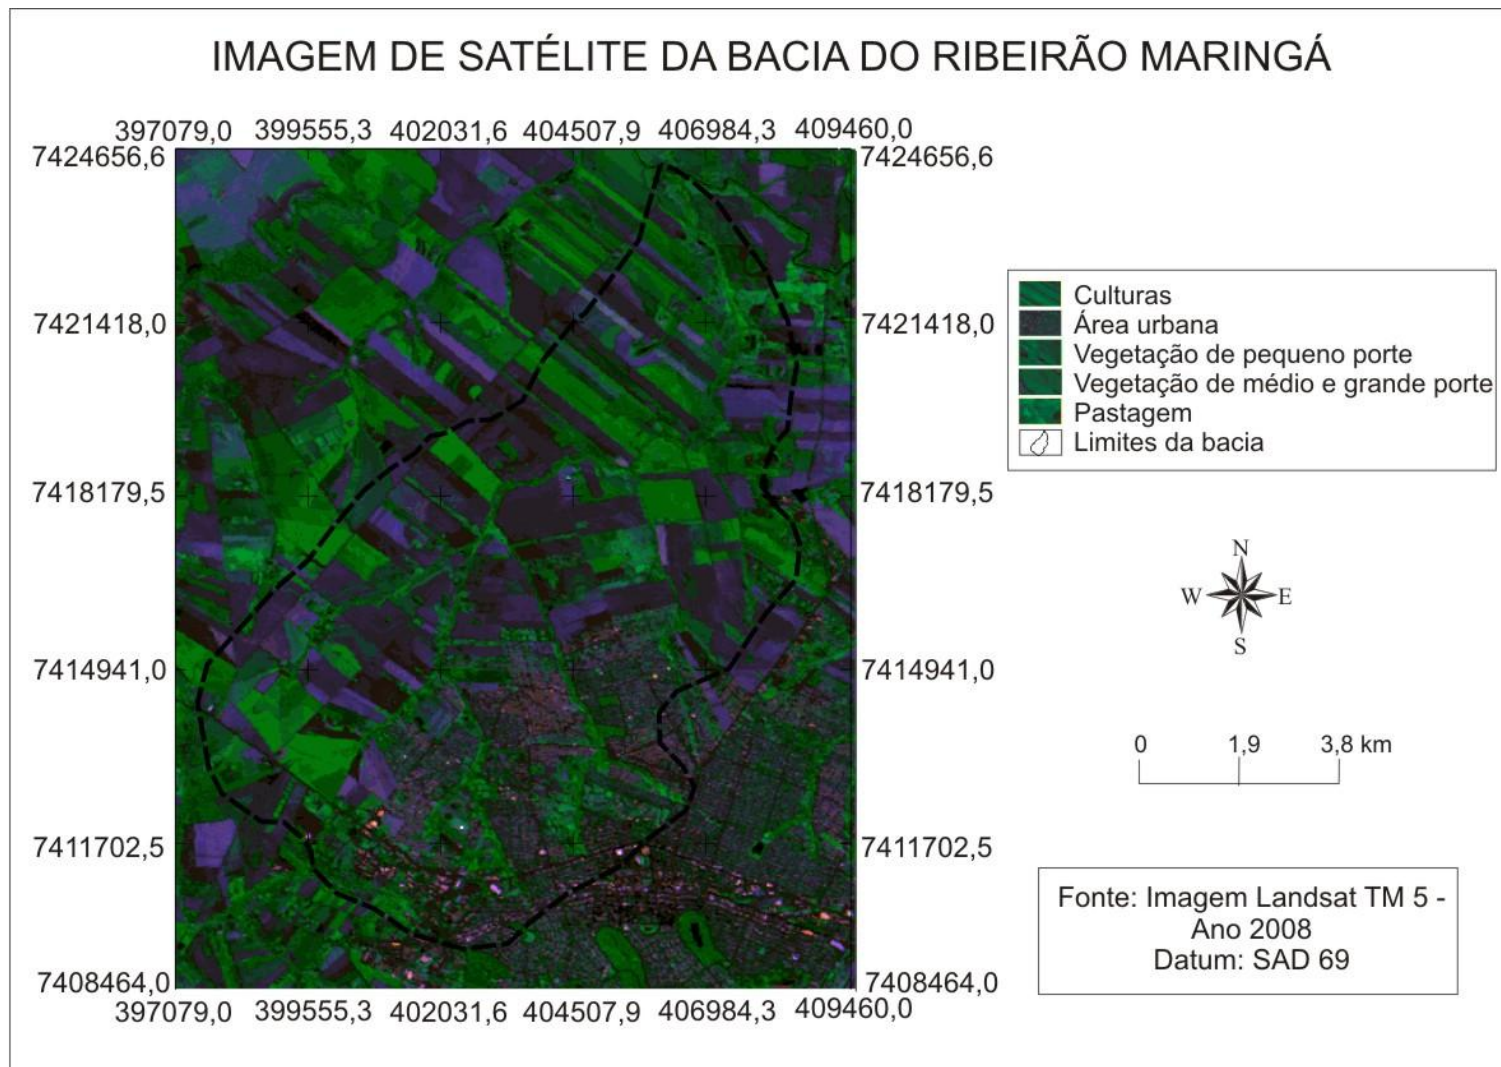 IMAGEM DE SATÉLITE DA BACIA DO RIBEIRÃO MARINGÁ
397079,0 399555,3 402031,6 404507,9 406984,3 409460,0
7424656,6 7424656,6
7421418,0 7421418,0
7418179,5 7418179,5
7414941,0 7414941,0
7411702,5 7411702,5
7408464,0 7408464,0
397079,0 399555,3 402031,6 404507,9 406984,3 409460,0
Culturas
Área urbana
Vegetação de pequeno porte
Vegetação de médio e grande porte
Pastagem
Limites da bacia
N
W E
S
0 1,9 3,8 km
Fonte: Imagem Landsat TM 5 -
Ano 2008
Datum: SAD 69